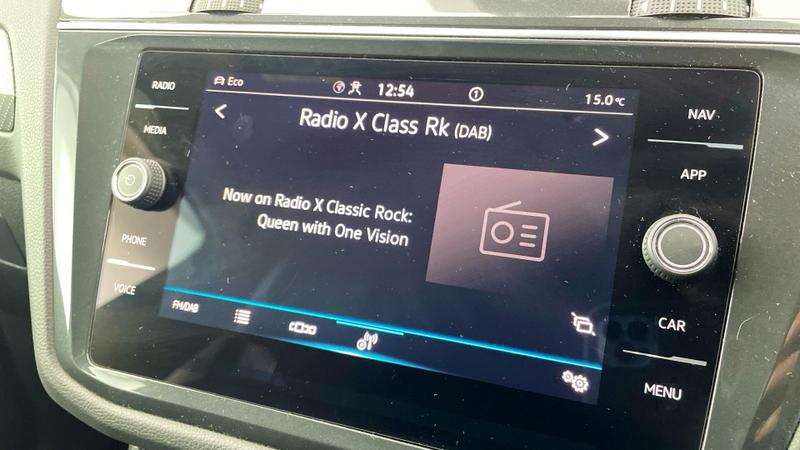 RADIO
MEDIA
PHONE
VOICE
Eco
12:54
1
15.0°C
Radio X Class Rk (DAB)
Now on Radio X Classic Rock:
Queen with One Vision
FM/DAB
NAV
APP
CAR
MENU